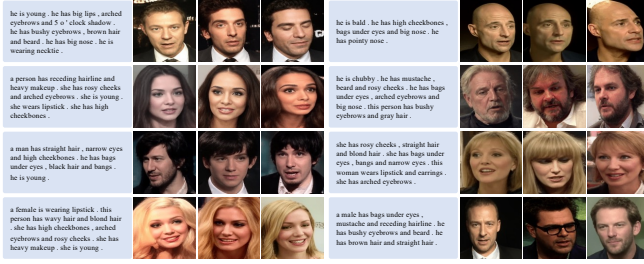 he is young . he has big lips , arched
eyebrows and 5 o ' clock shadow .
he has bushy eyebrows , brown hair
and beard . he has big nose . he is
wearing necktie .
he is bald . he has high cheekbones ,
bags under eyes and big nose . he has
pointy nose .
a person has receding hairline and
heavy makeup . she has rosy cheeks
and arched eyebrows . she is young .
she wears lipstick . she has high
cheekbones .
he is chubby . he has mustache ,
beard and rosy cheeks . he has bags
under eyes , arched eyebrows and
big nose . this person has bushy
eyebrows and gray hair .
a man has straight hair , narrow eyes
and high cheekbones . he has bags
under eyes , black hair and bangs .
he is young .
she has rosy cheeks , straight hair
and blond hair . she has bags under
eyes , bangs and narrow eyes . this
woman wears lipstick and earrings .
she has arched eyebrows .
a female is wearing lipstick . this
person has wavy hair and blond hair
. she has high cheekbones , arched
eyebrows and rosy cheeks . she has
heavy makeup . she is young .
a male has bags under eyes ,
mustache and receding hairline . he
has bushy eyebrows and beard . he
has brown hair and straight hair .